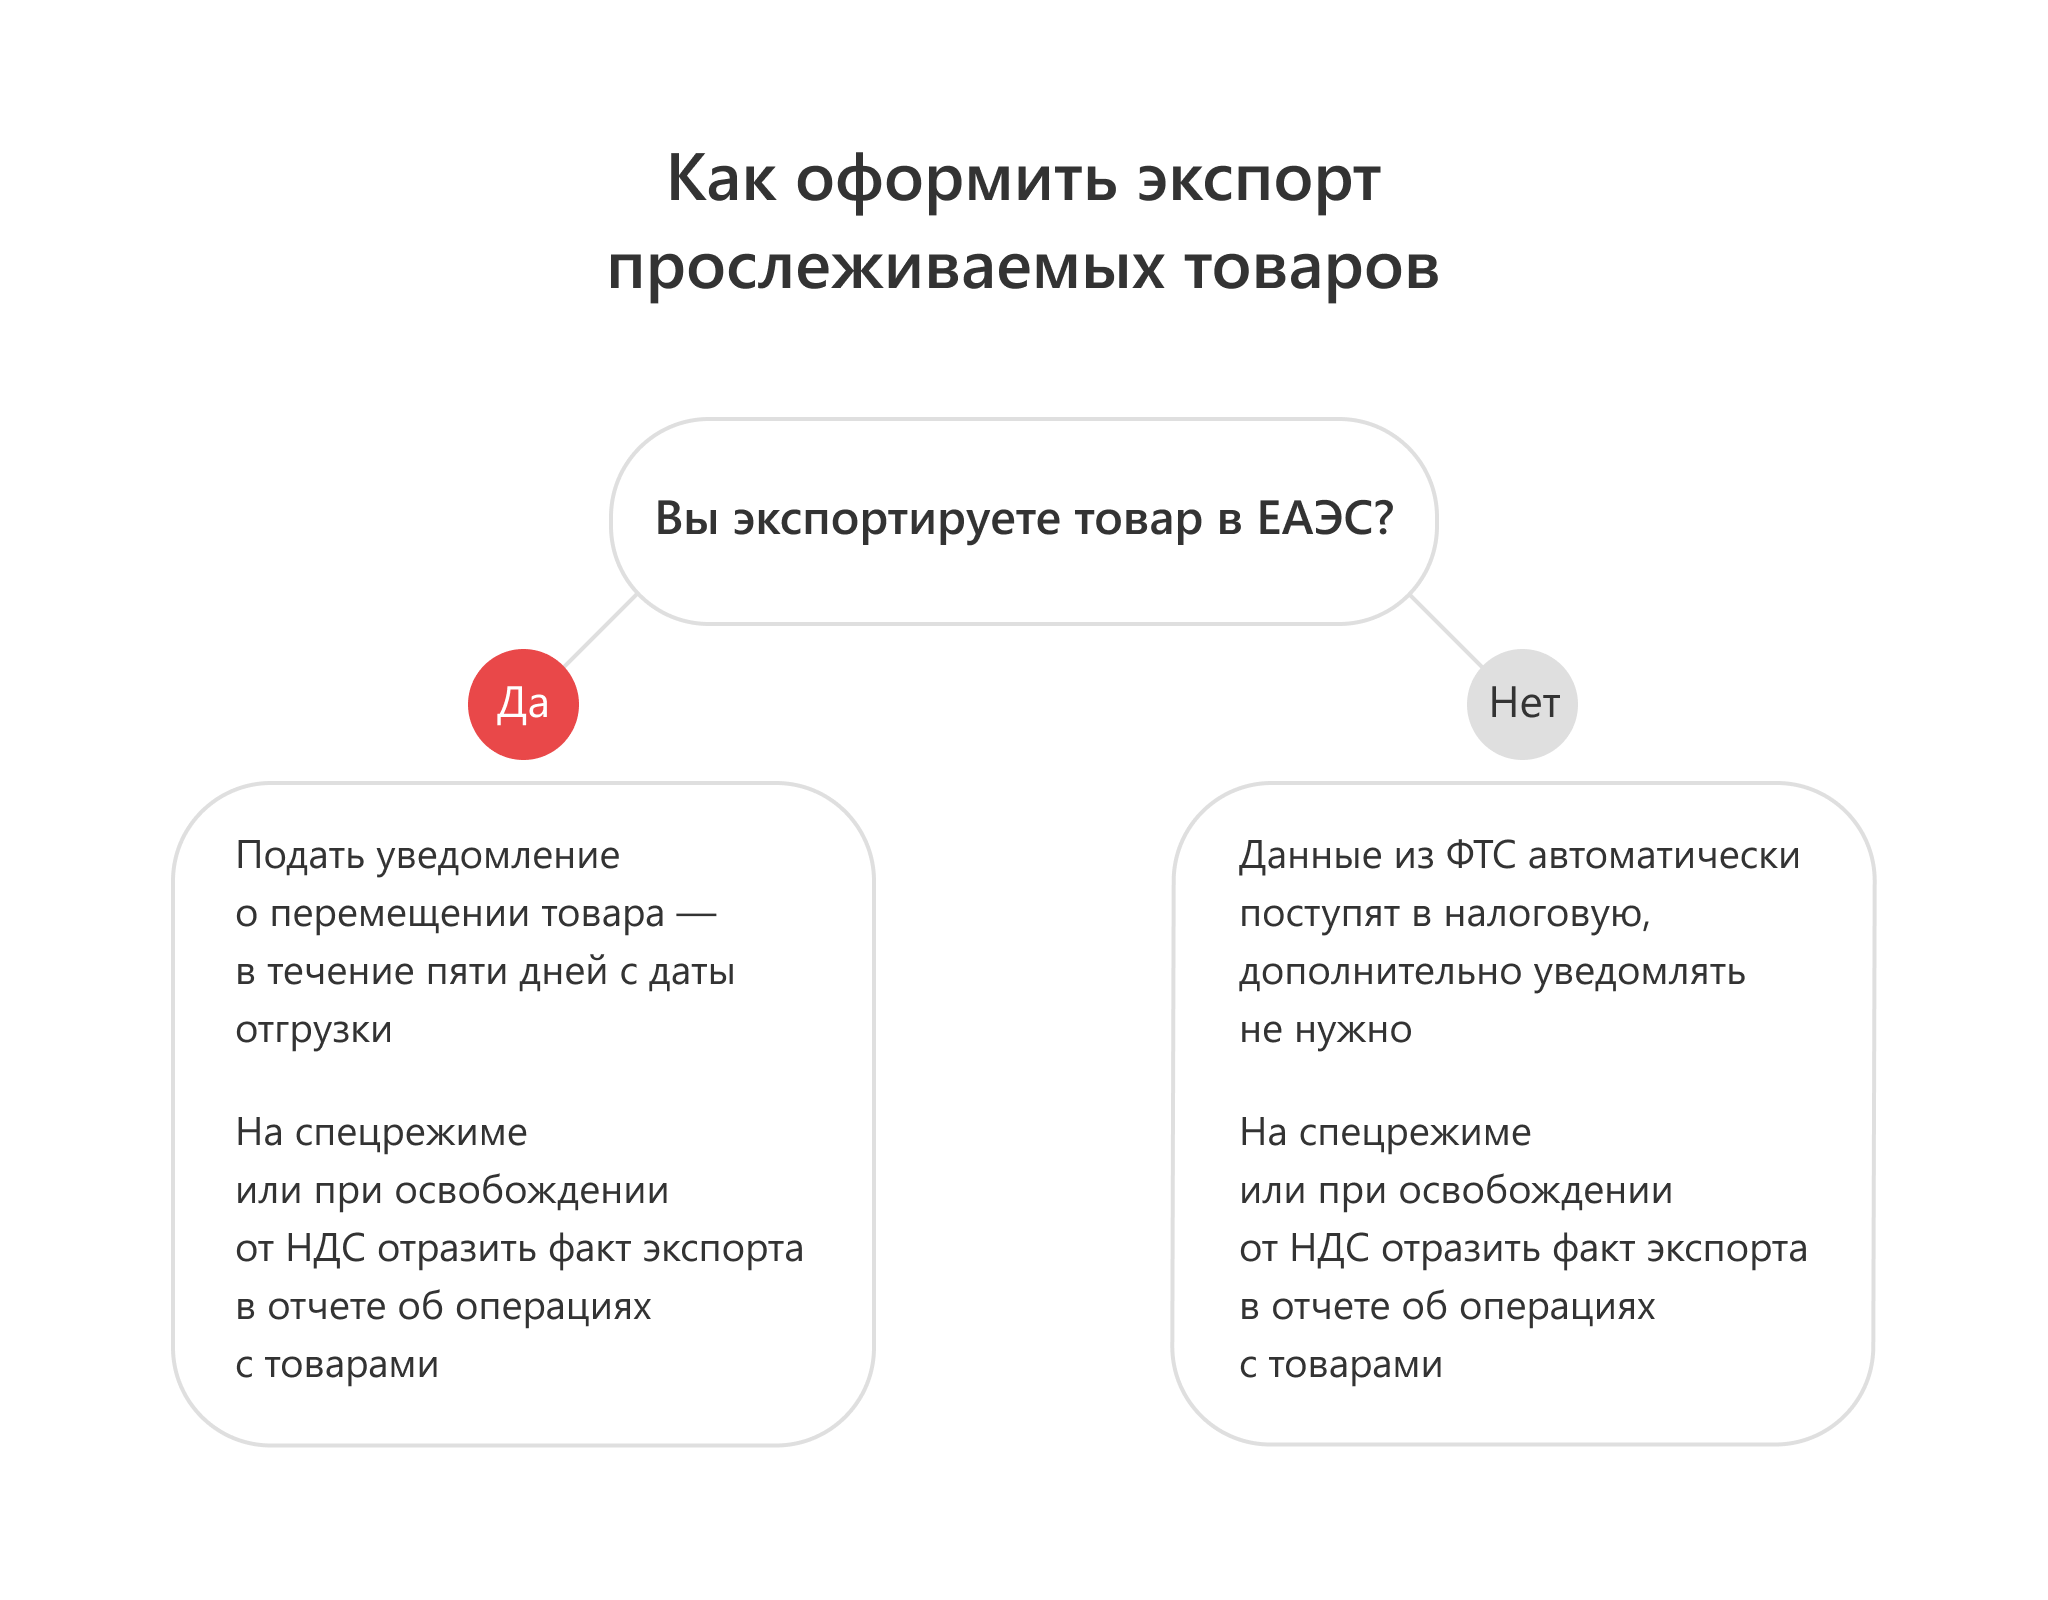 Как оформить экспорт
прослеживаемых товаров
Вы экспортируете товар в ЕАЭС?
Да
Нет
Подать уведомление
о перемещении товара —
в течение пяти дней с даты
отгрузки
На спецрежиме
или при освобождении
от НДС отразить факт экспорта
в отчете об операциях
с товарами
Данные из ФТС автоматически
поступят в налоговую,
дополнительно уведомлять
не нужно
На спецрежиме
или при освобождении
от НДС отразить факт экспорта
в отчете об операциях
с товарами